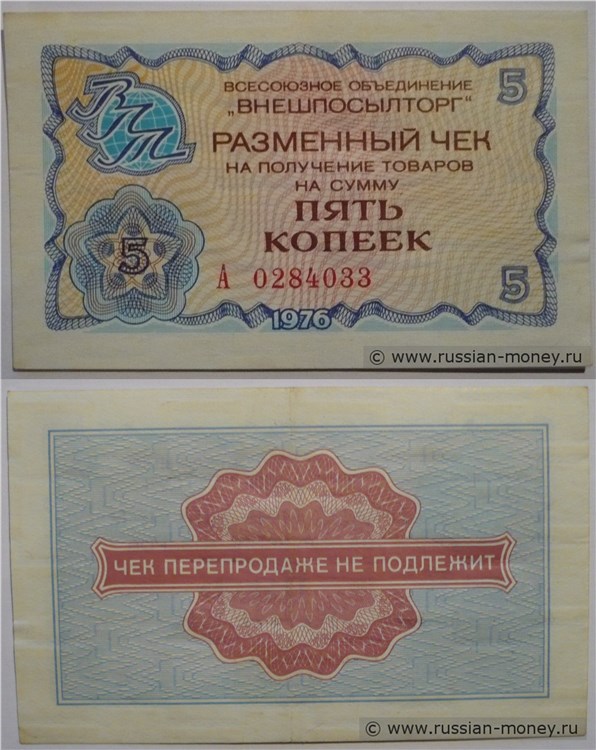 ВПТ
ВСЕСОЮЗНОЕ ОБЪЕДИНЕНИЕ
5
„ВНЕШПОСЫЛТОРГ"
РАЗМЕННЫЙ ЧЕК
НА ПОЛУЧЕНИЕ ТОВАРОВ
НА СУММУ
ПЯТЬ
КОПЕЕК
5
А 0284033
5
1976
© www.russian-money.ru
ЧЕК ПЕРЕПРОДАЖЕ НЕ ПОДЛЕЖИТ
© www.russian-money.ru